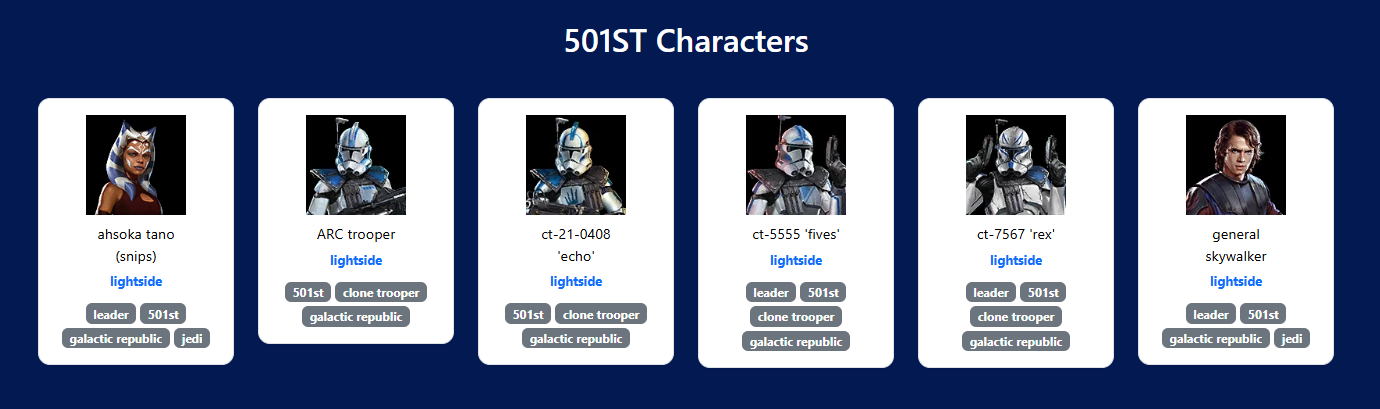 501ST Characters
ahsoka tano
(snips)
lightside
leader 501st
galactic republic jedi
ARC trooper
lightside
501st clone trooper
galactic republic
ct-21-0408
'echo'
lightside
501st clone trooper
galactic republic
ct-5555 'fives'
lightside
leader 501st
clone trooper
galactic republic
ct-7567 'rex'
lightside
leader 501st
clone trooper
galactic republic
general
skywalker
lightside
leader 501st
galactic republic jedi